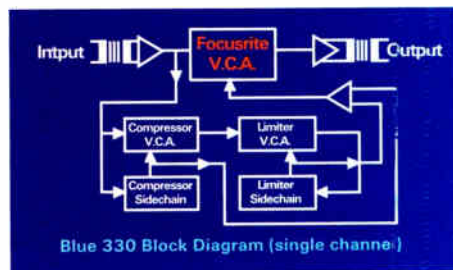 Intput
Focusrite
V.C.A.
Output
Compressor
V.C.A.
Limiter
V.C.A.
Compressor
Sidechain
Limiter
Sidechain
Blue 330 Block Diagram (single channel)